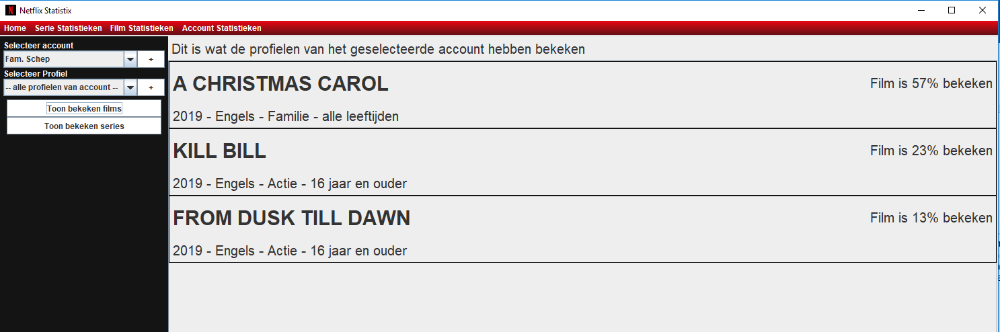 Netflix Statistix
Home Serie Statistieken Film Statistieken Account Statistieken
Selecteer account
Fam. Schep
+
Selecteer Profiel
-- alle profielen van account --
+
Toon bekeken films
Toon bekeken series
Dit is wat de profielen van het geselecteerde account hebben bekeken
A CHRISTMAS CAROL
Film is 57% bekeken
2019 - Engels - Familie - alle leeftijden
KILL BILL
Film is 23% bekeken
2019 - Engels - Actie - 16 jaar en ouder
FROM DUSK TILL DAWN
Film is 13% bekeken
2019 - Engels - Actie - 16 jaar en ouder